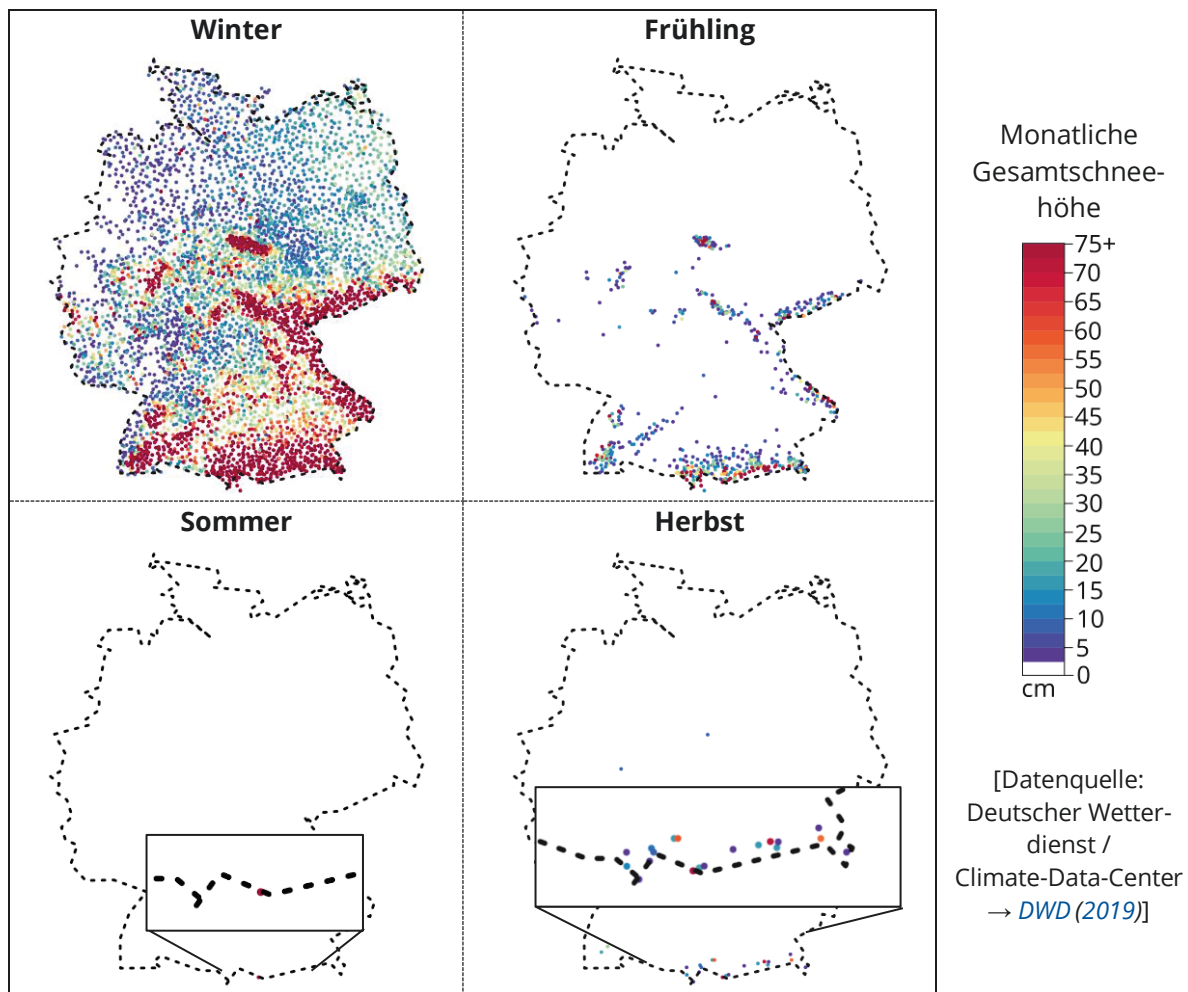 Winter
Frühling
Sommer
Herbst
Monatliche
Gesamtschnee-
höhe
75+
70
65
60
55
50
45
40
35
30
25
20
15
10
5
0
cm
[Datenquelle:
Deutscher Wetter-
dienst /
Climate-Data-Center
→ DWD (2019)]